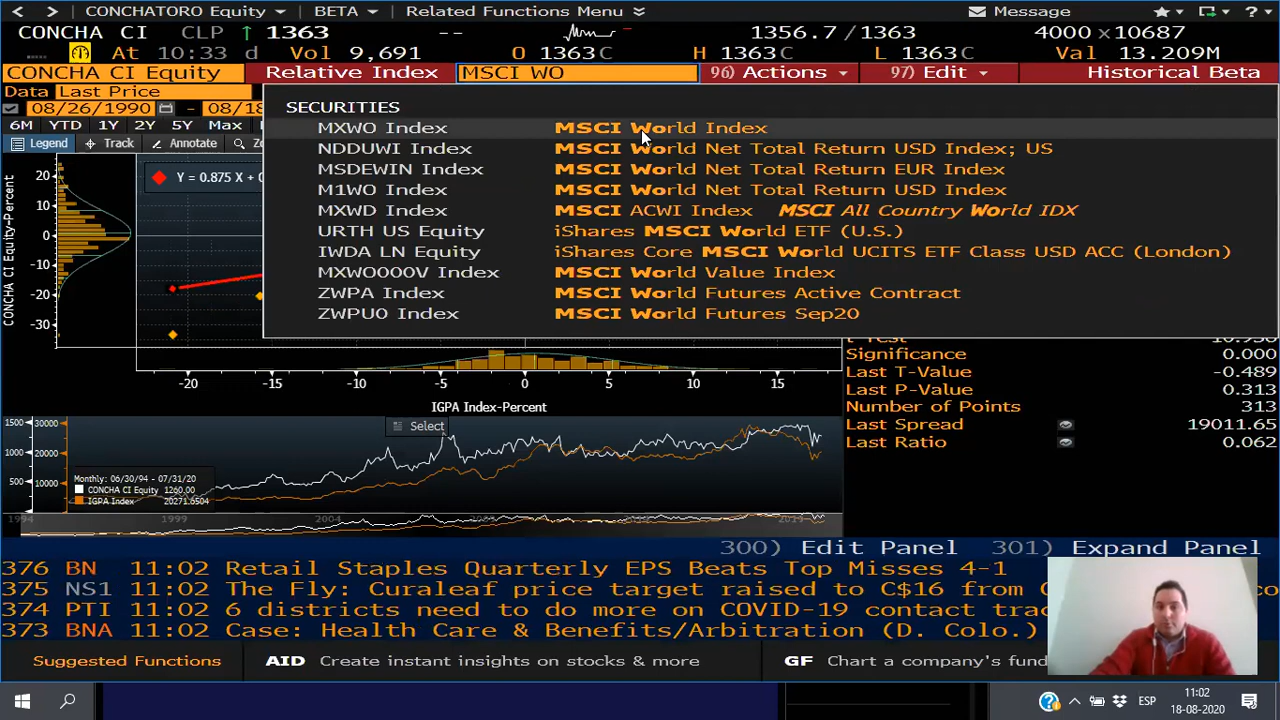 < > CONCHATORO Equity ▾ BETA ▾ Related Functions Menu Message ★ ▾ ▾ ? ▾
CONCHA CI CLP ↑ 1363 -- 1356.7 /1363 4000 x 10687
At 10:33 d Vol 9,691 O 1363C H 1363C L 1363C Val 13.209M
CONCHA CI Equity Relative Index MSCI WO 96) Actions ▾ 97) Edit ▾ Historical Beta
Data Last Price
08/26/1990 -
6M YTD 1Y 2Y 5Y Max
Legend Track Annotate
SECURITIES
MXWO Index MSCI World Index
NDDUWI Index MSCI World Net Total Return USD Index; US
MSDEWIN Index MSCI World Net Total Return EUR Index
M1WO Index MSCI World Net Total Return USD Index
MXWD Index MSCI ACWI Index MSCI All Country World IDX
URTH US Equity iShares MSCI World ETF (U.S.)
IWDA LN Equity iShares Core MSCI World UCITS ETF Class USD ACC (London)
MXWO000V Index MSCI World Value Index
ZWPA Index MSCI World Futures Active Contract
ZWPU0 Index MSCI World Futures Sep20
CONCHA CI Equity-Percent
20
10
0
-10
-20
-30
Y = 0.875 X +
-20 -10 -5 0 5 10 15
IGPA Index-Percent
Significance 0.000
Last T-Value -0.489
Last P-Value 0.313
Number of Points 313
Last Spread 19011.65
Last Ratio 0.062
Select
1500 30000
1000 20000
500 10000
Monthly: 06/30/94 - 07/31/20
CONCHA CI Equity 1260.00
IGPA Index 20271.6504
1994 1999 2004 2019
300) Edit Panel 301) Expand Panel
376 BN 11:02 Retail Staples Quarterly EPS Beats Top Misses 4-1
375 NS1 11:02 The Fly: Curaleaf price target raised to C$16 from
374 PTI 11:02 6 districts need to do more on COVID-19 contact
373 BNA 11:02 Case: Health Care & Benefits/Arbitration (D. Colo.)
Suggested Functions AID Create instant insights on stocks & more GF Chart a company's
ESP 11:02
18-08-2020